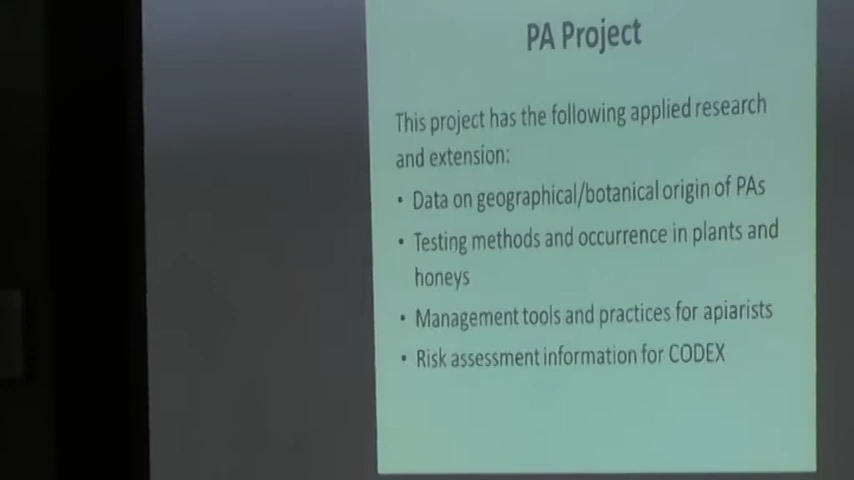 PA Project
This project has the following applied research
and extension:
• Data on geographical/botanical origin of PAs
• Testing methods and occurrence in plants and
honeys
• Management tools and practices for apiarists
• Risk assessment information for CODEX